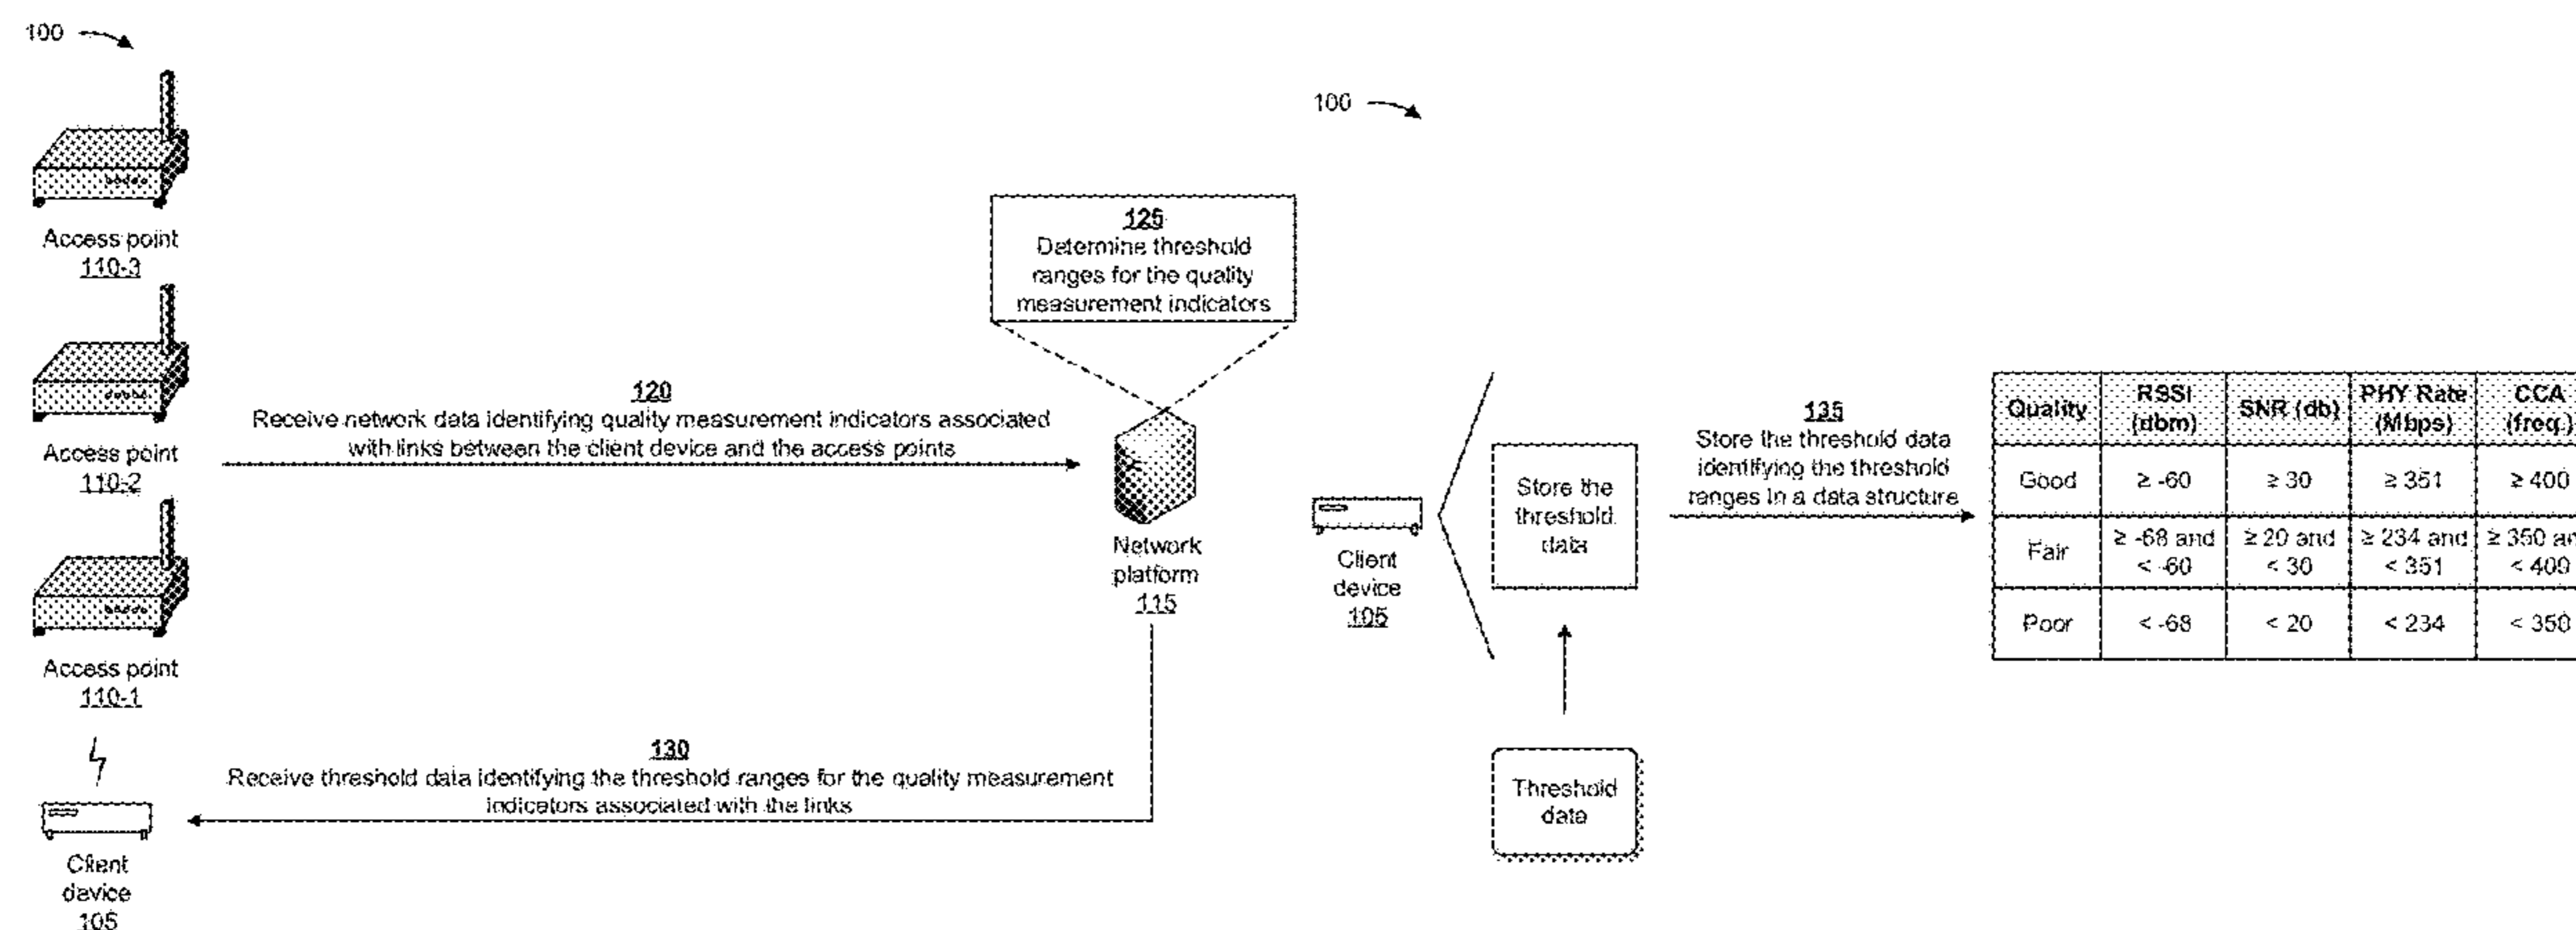 100
Access point
110-3
Access point
110-2
Access point
110-1
Client
device
105
120
Receive network data identifying quality measurement indicators associated
with links between the client device and the access points
125
Determine threshold
ranges for the quality
measurement indicators
Network
platform
115
130
Receive threshold data identifying the threshold ranges for the quality measurement
indicators associated with the links
100
Client
device
105
Store the
threshold
data
Threshold
data
135
Store the threshold data
identifying the threshold
ranges in a data structure
Quality RSSI (dbm) SNR (db) PHY Rate (Mbps) CCA (freq.)
Good ≥ -60 ≥ 30 ≥ 351 ≥ 400
Fair ≥ -68 and < -60 ≥ 20 and < 30 ≥ 234 and < 351 ≥ 350 < 400
Poor < -68 < 20 < 234 < 350